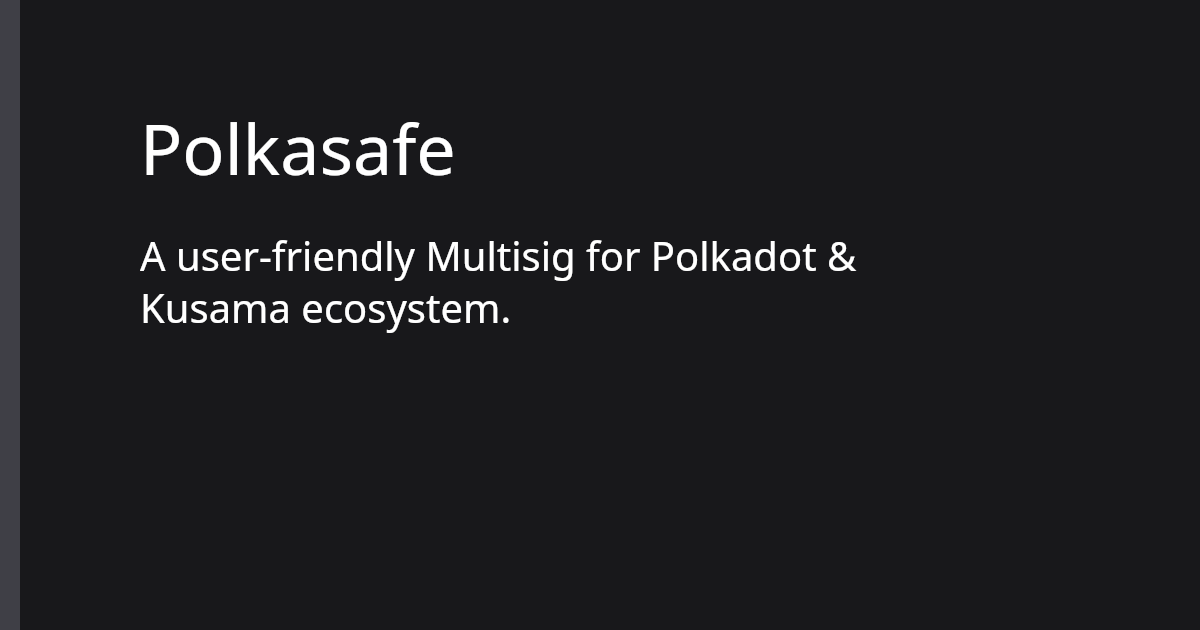 Polkasafe
A user-friendly Multisig for Polkadot &
Kusama ecosystem.